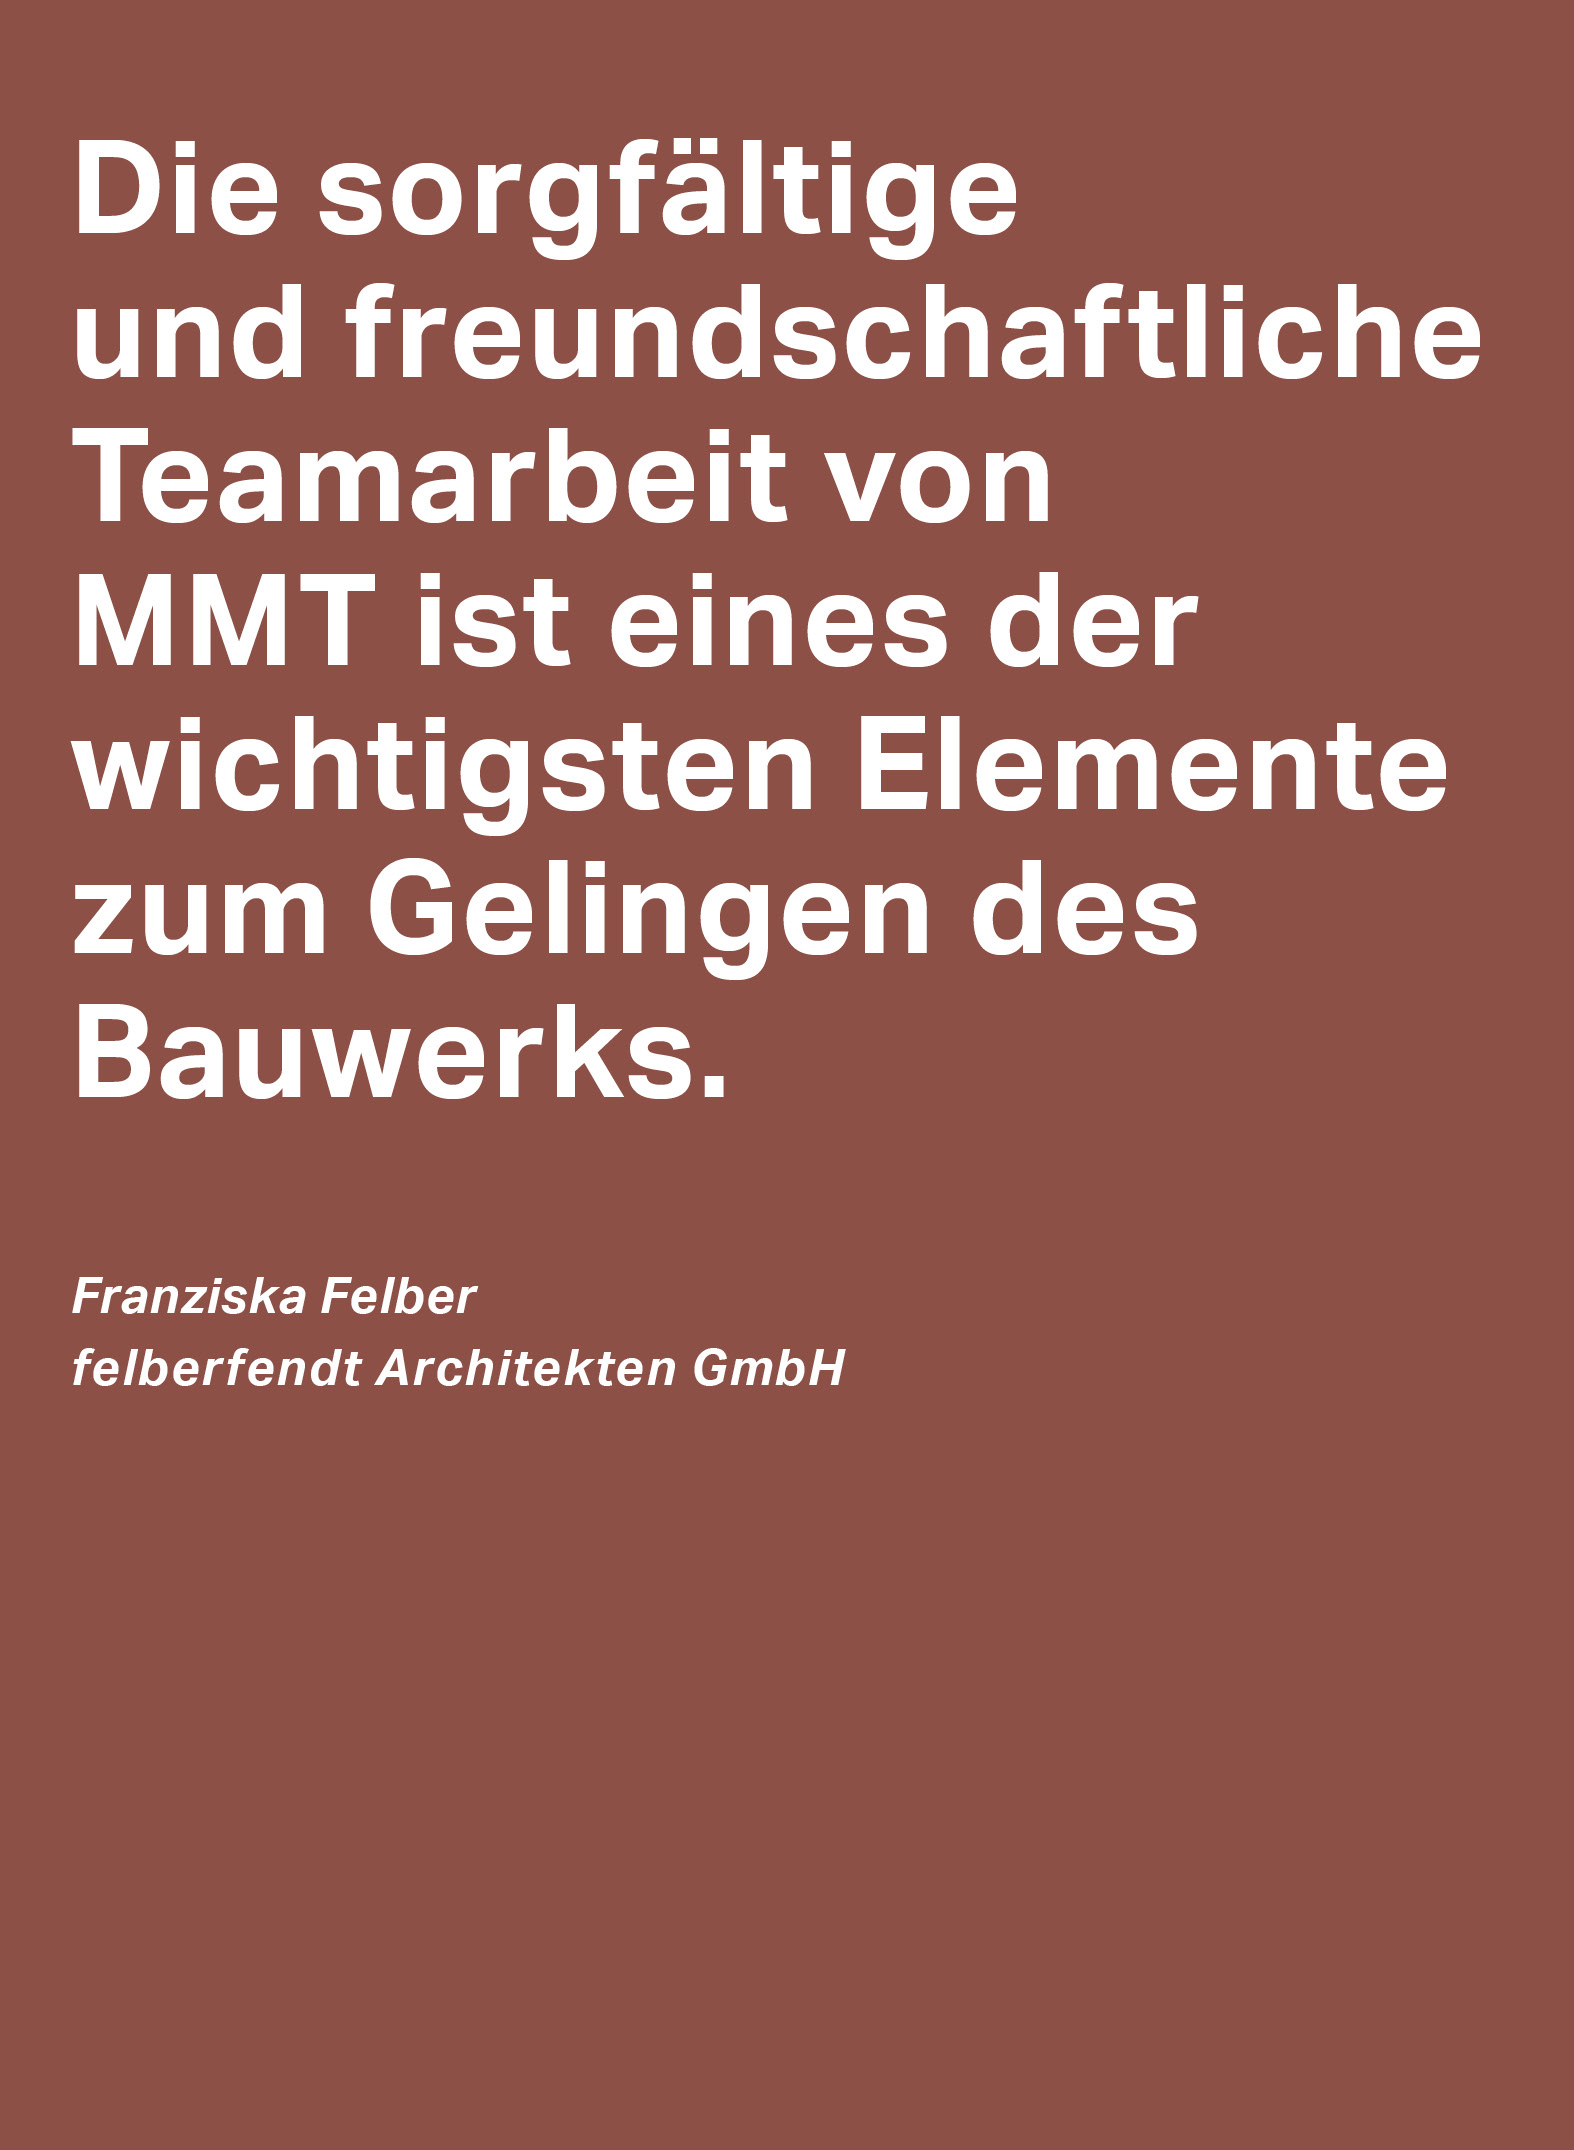 Die sorgfältige
und freundschaftliche
Teamarbeit von
MMT ist eines der
wichtigsten Elemente
zum Gelingen des
Bauwerks.
Franziska Felber
felberfendt Architekten GmbH